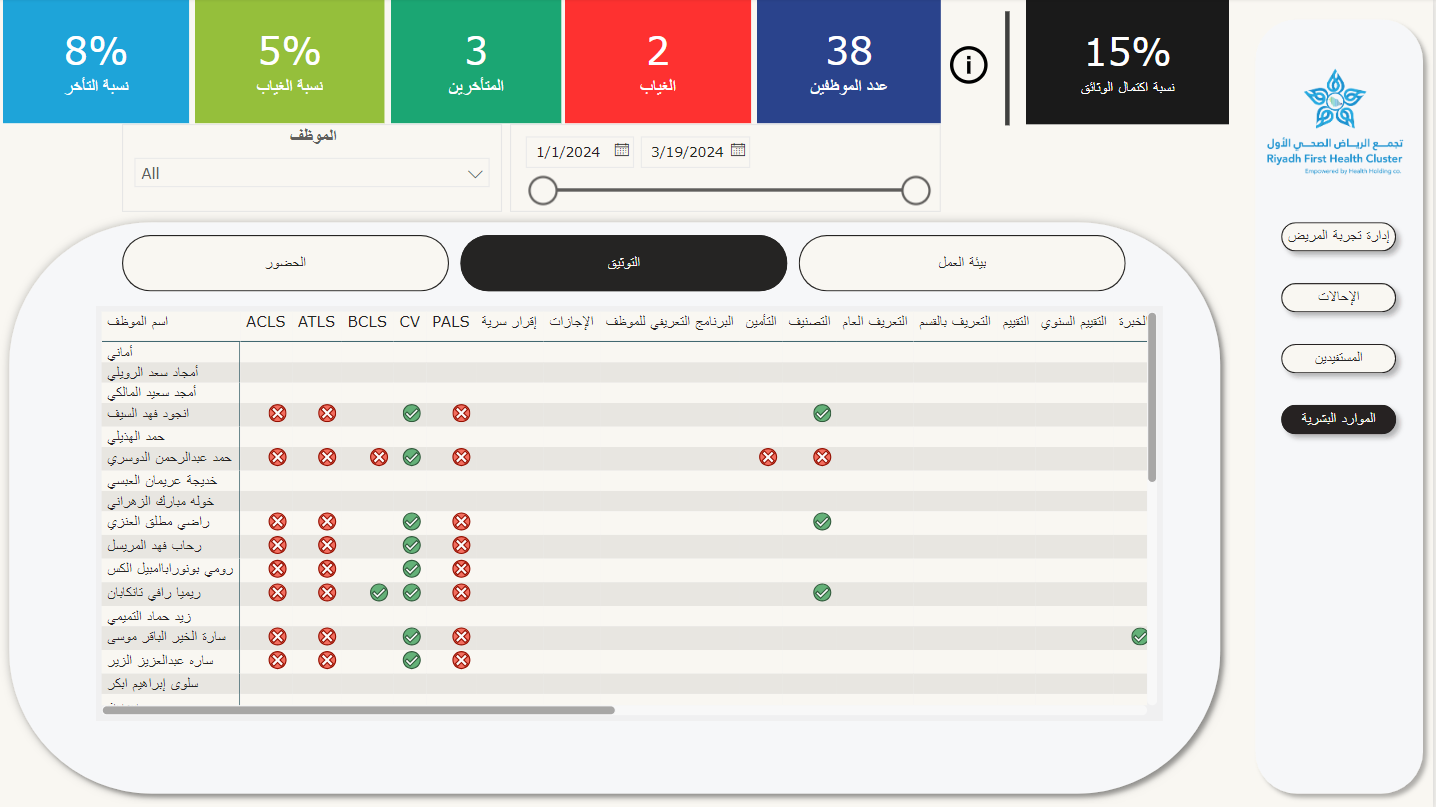 15%
نسبة اكتمال الوثائق
38
عدد الموظفين
2
الغياب
3
المتأخرين
5%
نسبة الغياب
8%
نسبة التأخر
تجمع الرياض الصحي الأول
Riyadh First Health Cluster
Empowered by Health Holding co.
الموظف
All
1/1/2024
3/19/2024
إدارة تجربة المريض
الإحالات
المستفيدين
الموارد البشرية
بيئة العمل
التوثيق
الحضور
اسم الموظف ACLS ATLS BCLS CV PALS إقرار سرية الإجازات البرنامج التعريفي للموظف التأمين التصنيف التعريف العام التعريف بالقسم التقييم التقييم السنوي الخبرة
أماني
أمجاد سعد الرويلي
أمجد سعيد المالكي
انجود فهد السيف
حمد الهذيلي
حمد عبدالرحمن الدوسري
خديجة عريمان العبسي
خوله مبارك الزهراني
راضي مطلق العنزي
رحاب فهد المريسل
رومي بونوراباامبيل الكس
ريميا رافي تانكابان
زيد حماد التميمي
سارة الخير الباقر موسى
ساره عبدالعزيز الزير
سلوى إبراهيم ابكر